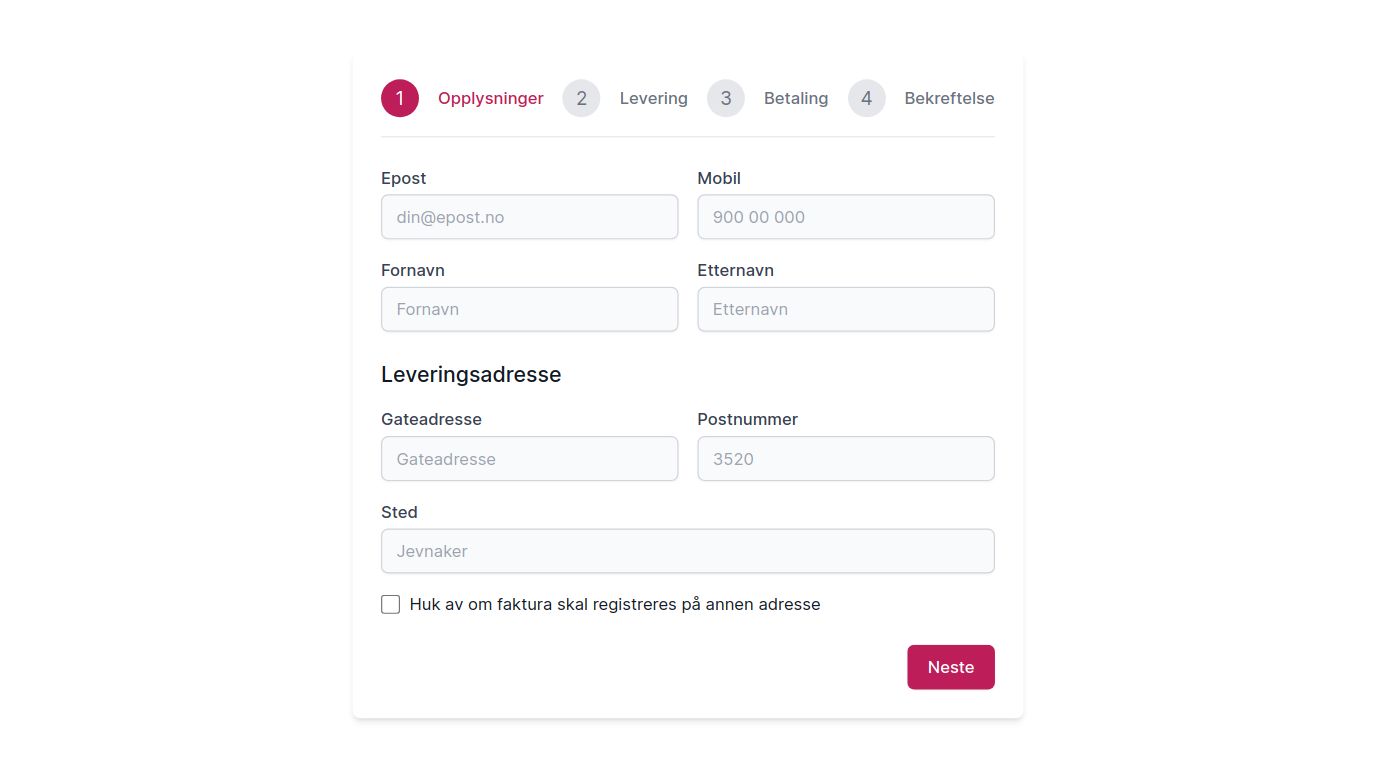 1 Opplysninger 2 Levering 3 Betaling 4 Bekreftelse
Epost Mobil
din@epost.no 900 00 000
Fornavn Etternavn
Fornavn Etternavn
Leveringsadresse
Gateadresse Postnummer
Gateadresse 3520
Sted
Jevnaker
Huk av om faktura skal registreres på annen adresse
Neste